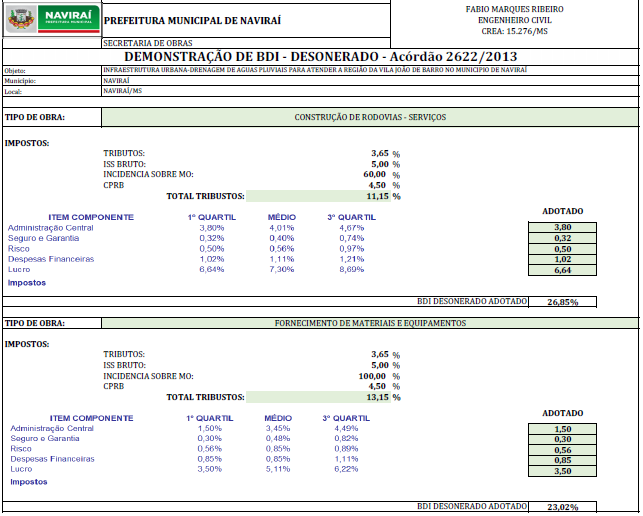 NAVIRAÍ
PREFEITURA MUNICIPAL
PREFEITURA MUNICIPAL DE NAVIRAÍ
SECRETARIA DE OBRAS
FABIO MARQUES RIBEIRO
ENGENHEIRO CIVIL
CREA: 15.276/MS
DEMONSTRAÇÃO DE BDI - DESONERADO - Acórdão 2622/2013
Objeto: INFRAESTRUTURA URBANA-DRENAGEM DE AGUAS PLUVIAIS PARA ATENDER A REGIÃO DA VILA JOÃO DE BARRO NO MUNICIPIO DE NAVIRAÍ
Município: NAVIRAÍ
Local: NAVIRAÍ/MS
TIPO DE OBRA: CONSTRUÇÃO DE RODOVIAS - SERVIÇOS
IMPOSTOS:
TRIBUTOS: 3,65 %
ISS BRUTO: 5,00 %
INCIDENCIA SOBRE MO: 60,00 %
CPRB 4,50 %
TOTAL TRIBUSTOS: 11,15 %
ITEM COMPONENTE 1º QUARTIL MÉDIO 3º QUARTIL ADOTADO
Administração Central 3,80% 4,01% 4,67% 3,80
Seguro e Garantia 0,32% 0,40% 0,74% 0,32
Risco 0,50% 0,56% 0,97% 0,50
Despesas Financeiras 1,02% 1,11% 1,21% 1,02
Lucro 6,64% 7,30% 8,69% 6,64
Impostos
BDI DESONERADO ADOTADO 26,85%
TIPO DE OBRA: FORNECIMENTO DE MATERIAIS E EQUIPAMENTOS
IMPOSTOS:
TRIBUTOS: 3,65 %
ISS BRUTO: 5,00 %
INCIDENCIA SOBRE MO: 100,00 %
CPRB 4,50 %
TOTAL TRIBUSTOS: 13,15 %
ITEM COMPONENTE 1º QUARTIL MÉDIO 3º QUARTIL ADOTADO
Administração Central 1,50% 3,45% 4,49% 1,50
Seguro e Garantia 0,30% 0,48% 0,82% 0,30
Risco 0,56% 0,85% 0,89% 0,56
Despesas Financeiras 0,85% 0,85% 1,11% 0,85
Lucro 3,50% 5,11% 6,22% 3,50
Impostos
BDI DESONERADO ADOTADO 23,02%